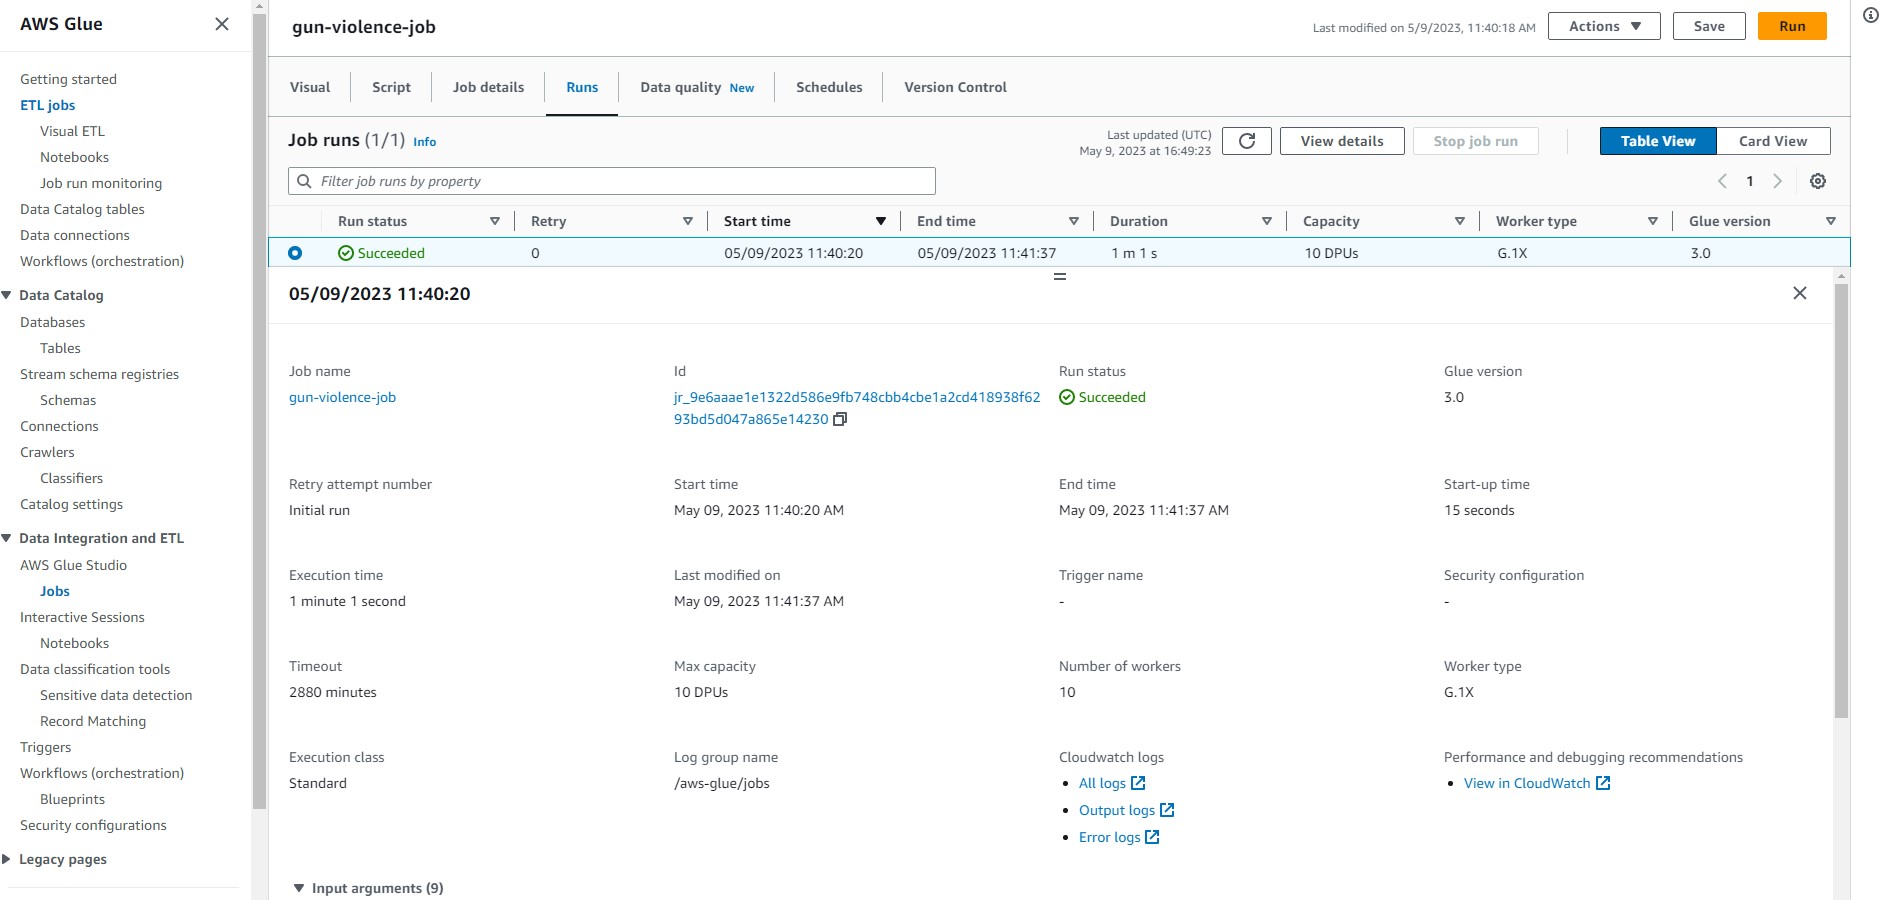 AWS Glue
Getting started
ETL jobs
Visual ETL
Notebooks
Job run monitoring
Data Catalog tables
Data connections
Workflows (orchestration)
Data Catalog
Databases
Tables
Stream schema registries
Schemas
Connections
Crawlers
Classifiers
Catalog settings
Data Integration and ETL
AWS Glue Studio
Jobs
Interactive Sessions
Notebooks
Data classification tools
Sensitive data detection
Record Matching
Triggers
Workflows (orchestration)
Blueprints
Security configurations
Legacy pages
gun-violence-job
Last modified on 5/9/2023, 11:40:18 AM
Actions
Save
Run
Visual
Script
Job details
Runs
Data quality New
Schedules
Version Control
Job runs (1/1) Info
Last updated (UTC)
May 9, 2023 at 16:49:23
View details
Stop job run
Table View
Card View
Filter job runs by property
1
Run status Retry Start time End time Duration Capacity Worker type Glue version
Succeeded 0 05/09/2023 11:40:20 05/09/2023 11:41:37 1 m 1 s 10 DPUs G.1X 3.0
05/09/2023 11:40:20
Job name
gun-violence-job
Id
jr_9e6aaae1e1322d586e9fb748cbb4cbe1a2cd418938f62
93bd5d047a865e14230
Run status
Succeeded
Glue version
3.0
Retry attempt number
Initial run
Start time
May 09, 2023 11:40:20 AM
End time
May 09, 2023 11:41:37 AM
Start-up time
15 seconds
Execution time
1 minute 1 second
Last modified on
May 09, 2023 11:41:37 AM
Trigger name
-
Security configuration
-
Timeout
2880 minutes
Max capacity
10 DPUs
Number of workers
10
Worker type
G.1X
Execution class
Standard
Log group name
/aws-glue/jobs
Cloudwatch logs
• All logs
• Output logs
• Error logs
Performance and debugging recommendations
• View in CloudWatch
Input arguments (9)